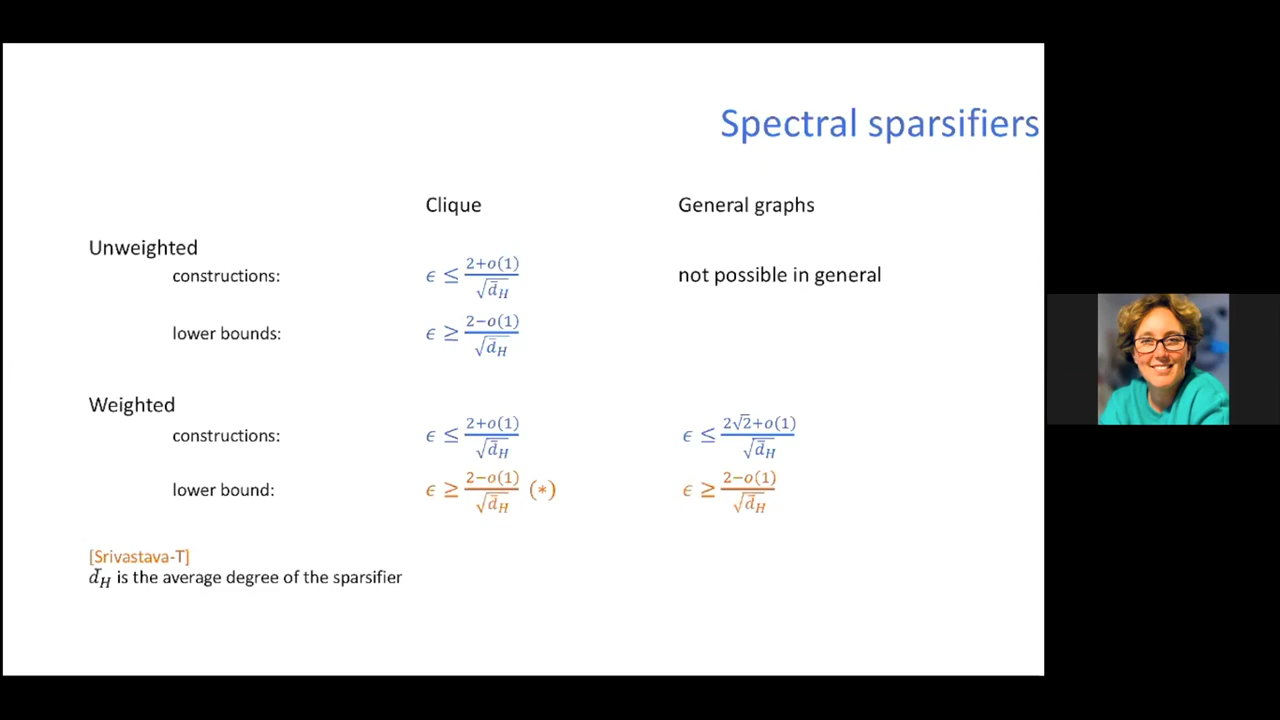 Spectral sparsifiers
Clique General graphs
Unweighted
constructions: ϵ ≤ (2+o(1))/√d̄_H not possible in general
lower bounds: ϵ ≥ (2−o(1))/√d̄_H
Weighted
constructions: ϵ ≤ (2+o(1))/√d̄_H ϵ ≤ (2√2+o(1))/√d̄_H
lower bound: ϵ ≥ (2−o(1))/√d̄_H (*) ϵ ≥ (2−o(1))/√d̄_H
[Srivastava-T]
d̄_H is the average degree of the sparsifier